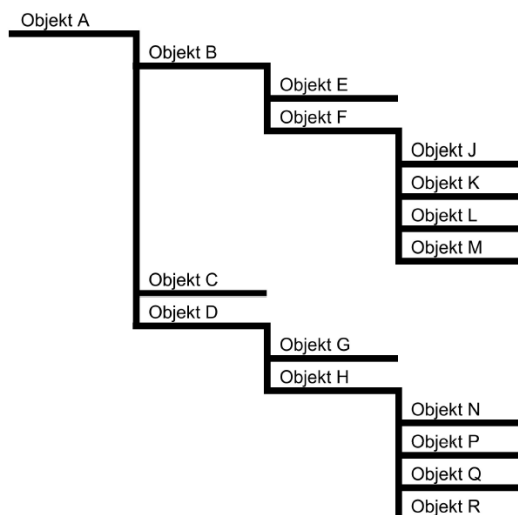 Objekt A
Objekt B
Objekt E
Objekt F
Objekt J
Objekt K
Objekt L
Objekt M
Objekt C
Objekt D
Objekt G
Objekt H
Objekt N
Objekt P
Objekt Q
Objekt R